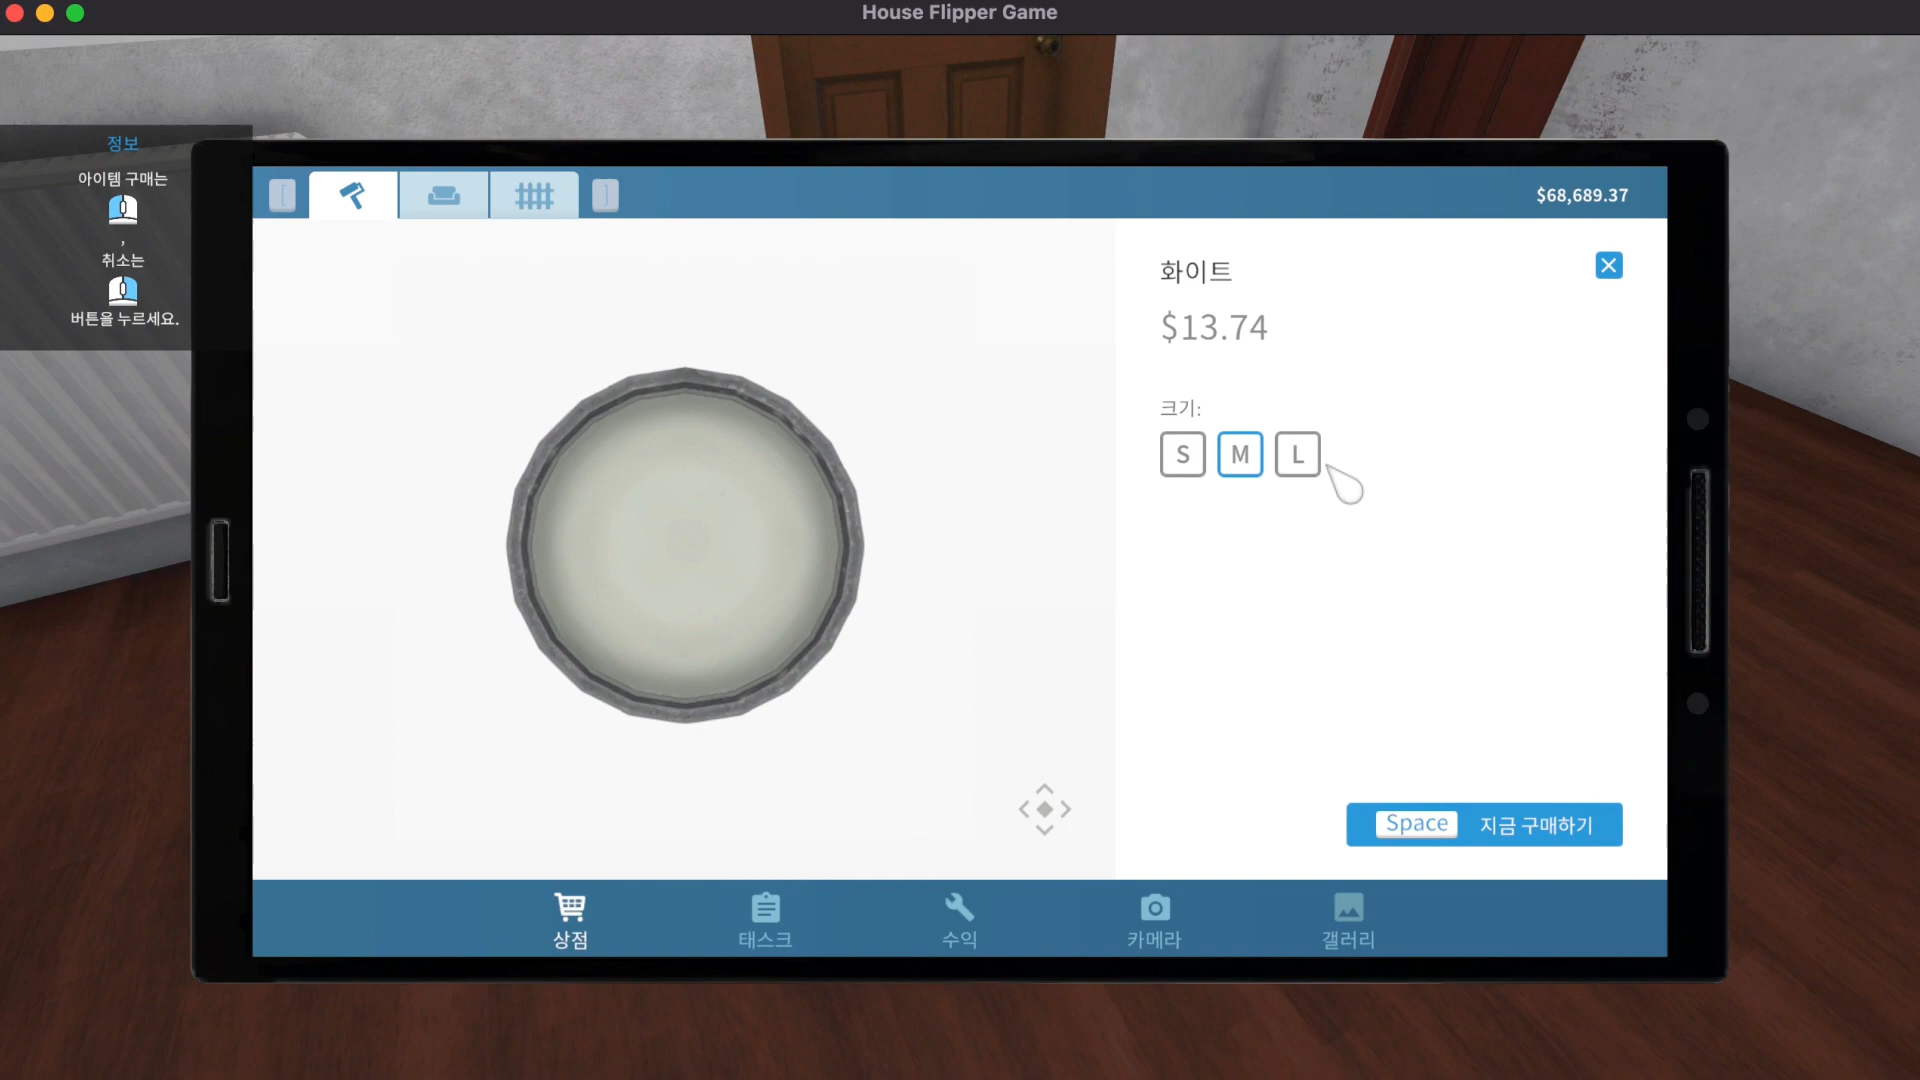 House Flipper Game
정보
아이템 구매는
,
취소는
버튼을 누르세요.
[
]
$68,689.37
화이트
$13.74
크기:
S M L
Space 지금 구매하기
상점 태스크 수익 카메라 갤러리